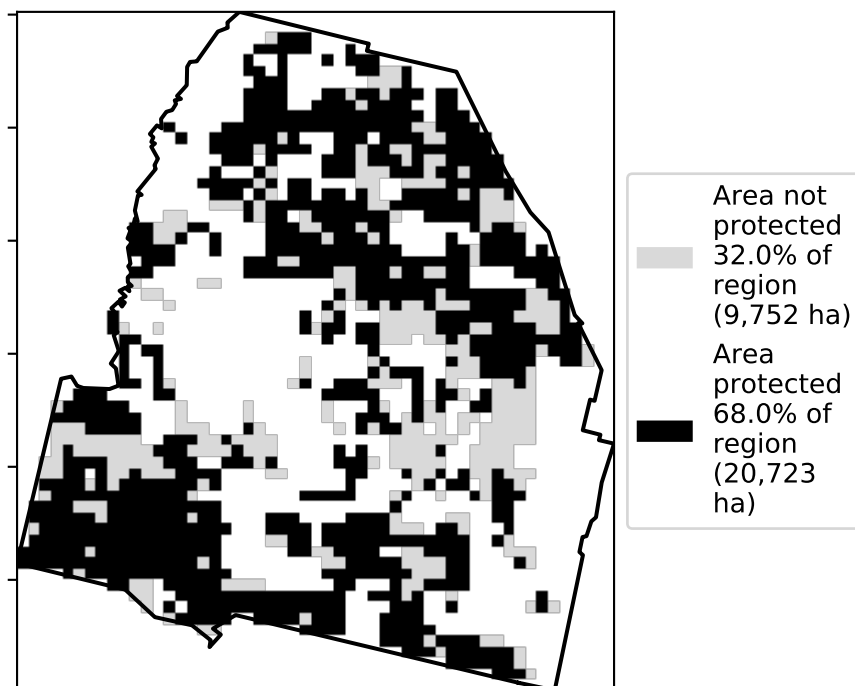 Area not
protected
32.0% of
region
(9,752 ha)
Area
protected
68.0% of
region
(20,723
ha)